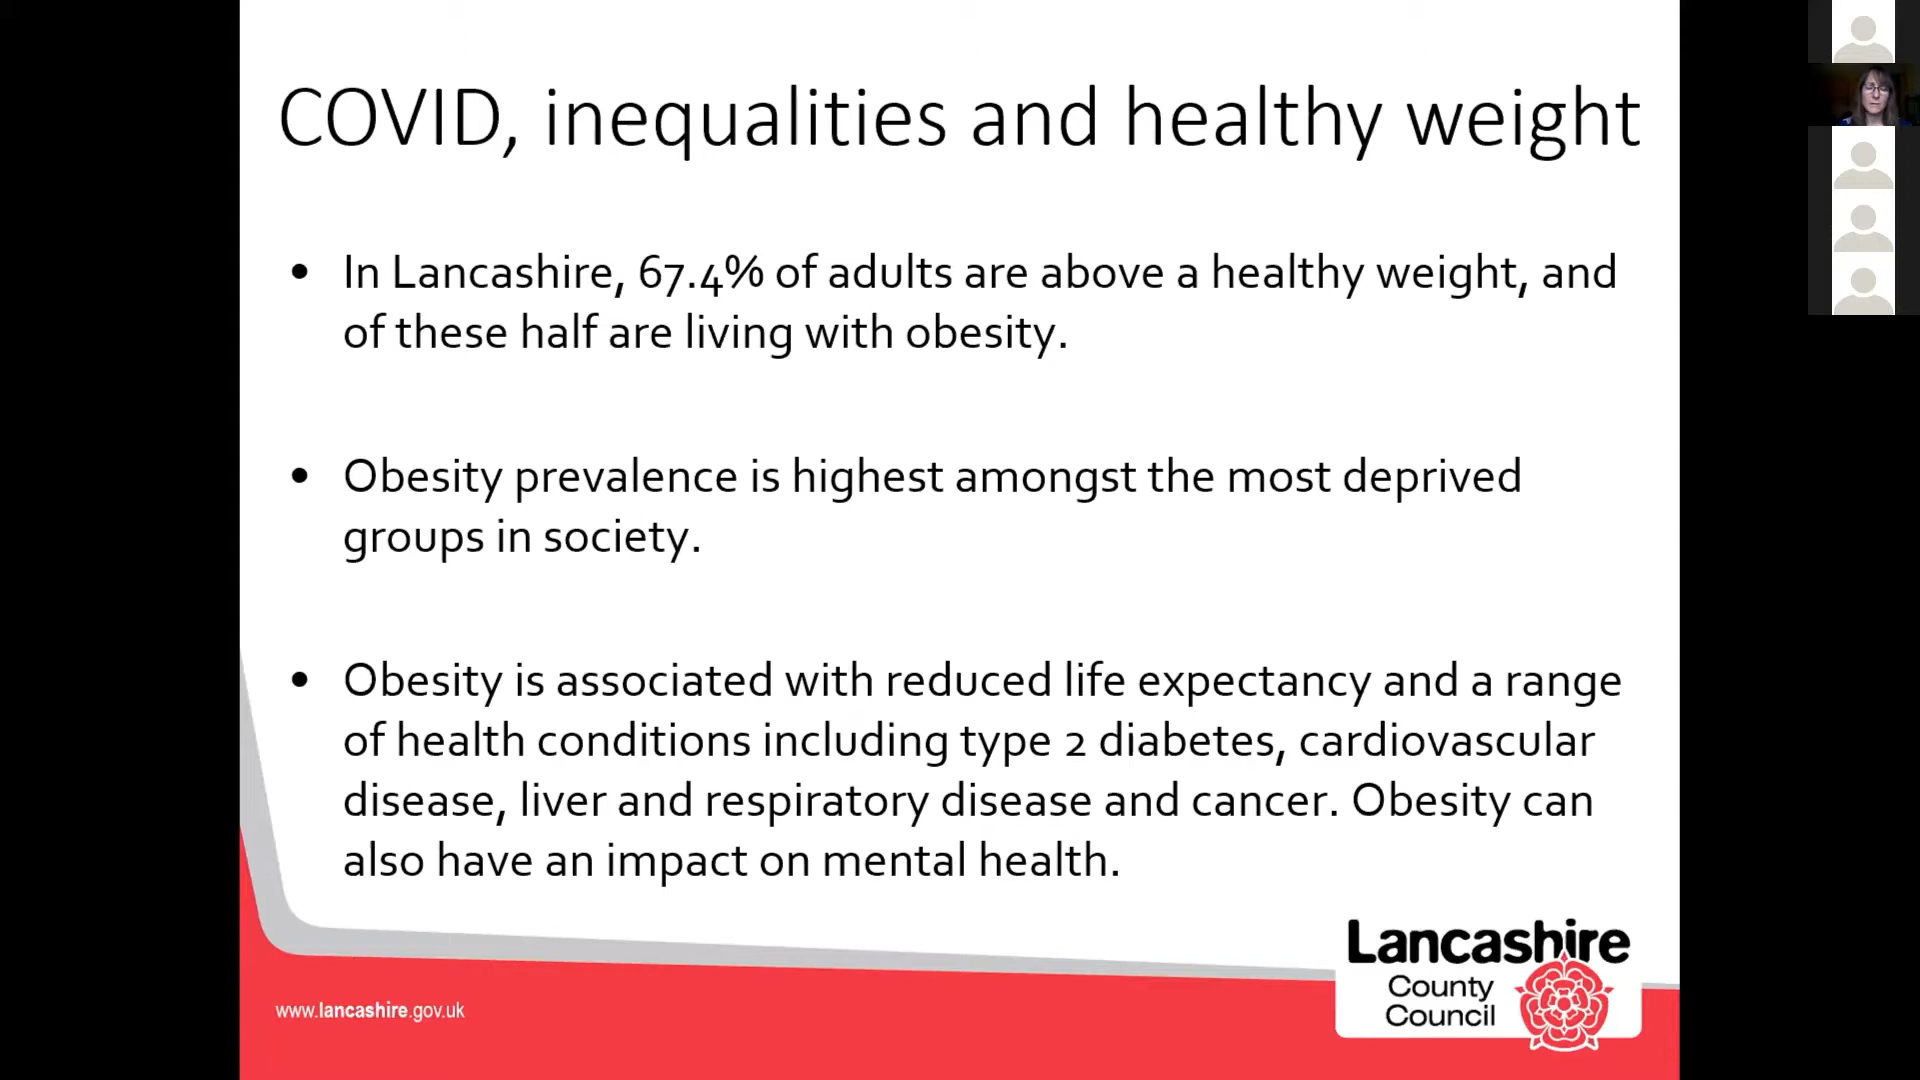 COVID, inequalities and healthy weight
• In Lancashire, 67.4% of adults are above a healthy weight, and
of these half are living with obesity.
• Obesity prevalence is highest amongst the most deprived
groups in society.
• Obesity is associated with reduced life expectancy and a range
of health conditions including type 2 diabetes, cardiovascular
disease, liver and respiratory disease and cancer. Obesity can
also have an impact on mental health.
www.lancashire.gov.uk
Lancashire
County
Council